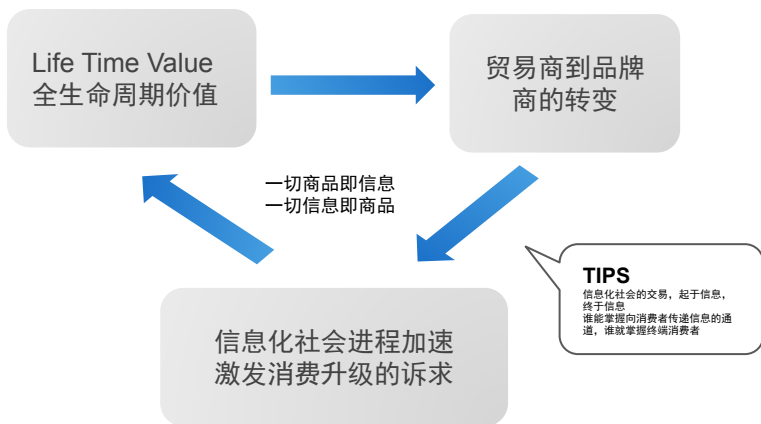 Life Time Value
全生命周期价值
贸易商到品牌
商的转变
一切商品即信息
一切信息即商品
TIPS
信息化社会的交易，起于信息，
终于信息
谁能掌握向消费者传递信息的通
道，谁就掌握终端消费者
信息化社会进程加速
激发消费升级的诉求